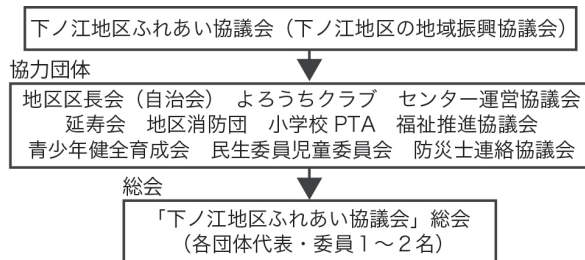 下ノ江地区ふれあい協議会（下ノ江地区の地域振興協議会）
協力団体
地区区長会（自治会） よろうちクラブ センター運営協議会
延寿会 地区消防団 小学校 PTA 福祉推進協議会
青少年健全育成会 民生委員児童委員会 防災士連絡協議会
総会
「下ノ江地区ふれあい協議会」総会
（各団体代表・委員１～２名）